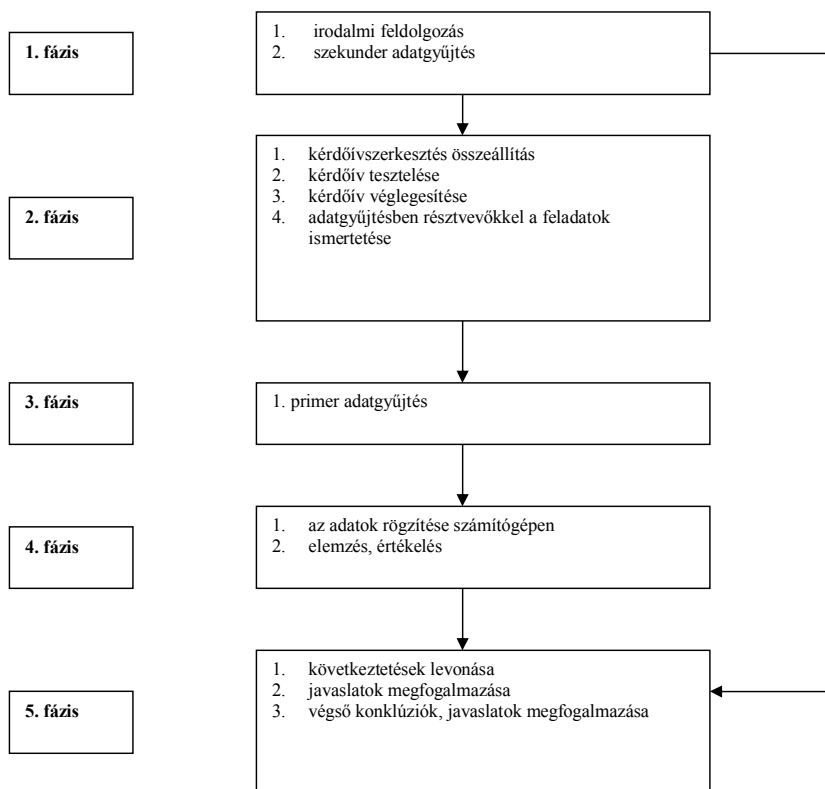 1. fázis
1. irodalmi feldolgozás
2. szekunder adatgyűjtés
2. fázis
1. kérdőívszerkesztés összeállítás
2. kérdőív tesztelése
3. kérdőív véglegesítése
4. adatgyűjtésben résztvevőkkel a feladatok
ismertetése
3. fázis
1. primer adatgyűjtés
4. fázis
1. az adatok rögzítése számítógépen
2. elemzés, értékelés
5. fázis
1. következtetések levonása
2. javaslatok megfogalmazása
3. végső konklúziók, javaslatok megfogalmazása